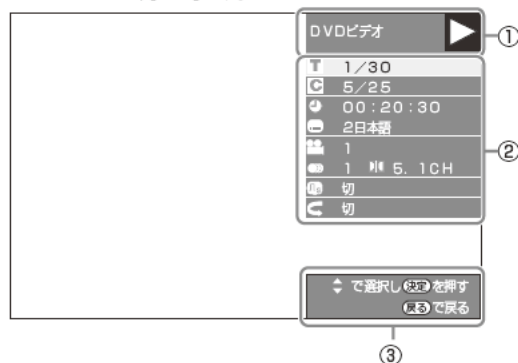 DVDビデオ
①
T 1/30
C 5/25
00:20:30
2日本語
1
1 5.1CH
切
切
②
で選択し決定を押す
戻るで戻る
③